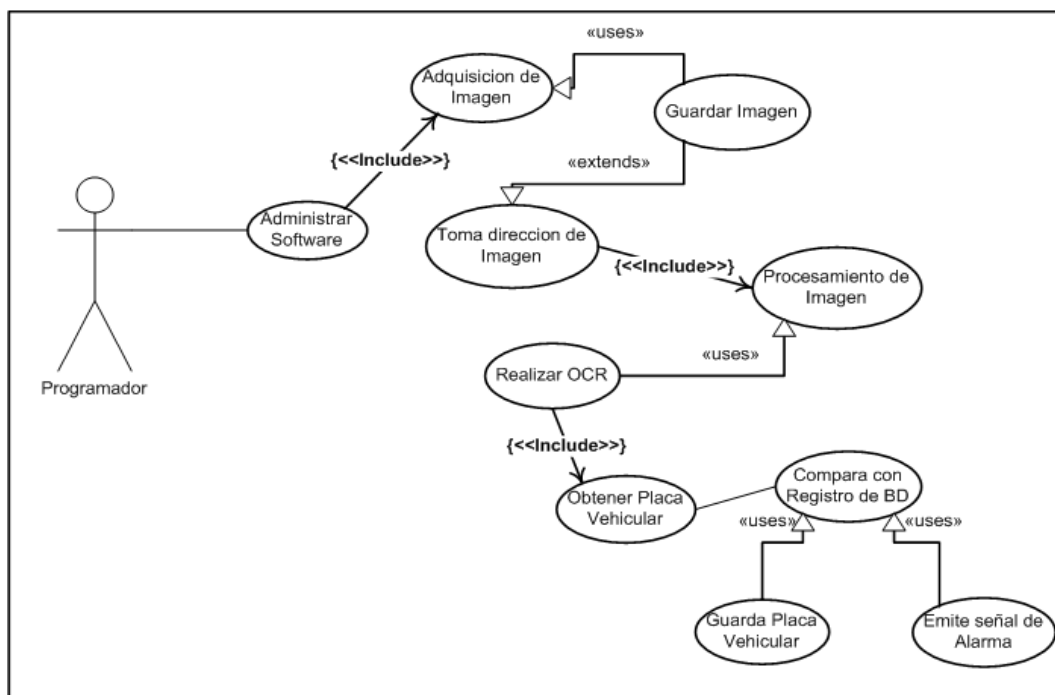 «uses»
Adquisicion de
Imagen
Guardar Imagen
{<<Include>>}
«extends»
Administrar
Software
Toma direccion de
Imagen
{<<Include>>}
Procesamiento de
Imagen
«uses»
Realizar OCR
Programador
{<<Include>>}
Compara con
Registro de BD
Obtener Placa
Vehicular
«uses»
«uses»
Guarda Placa
Vehicular
Emite señal de
Alarma